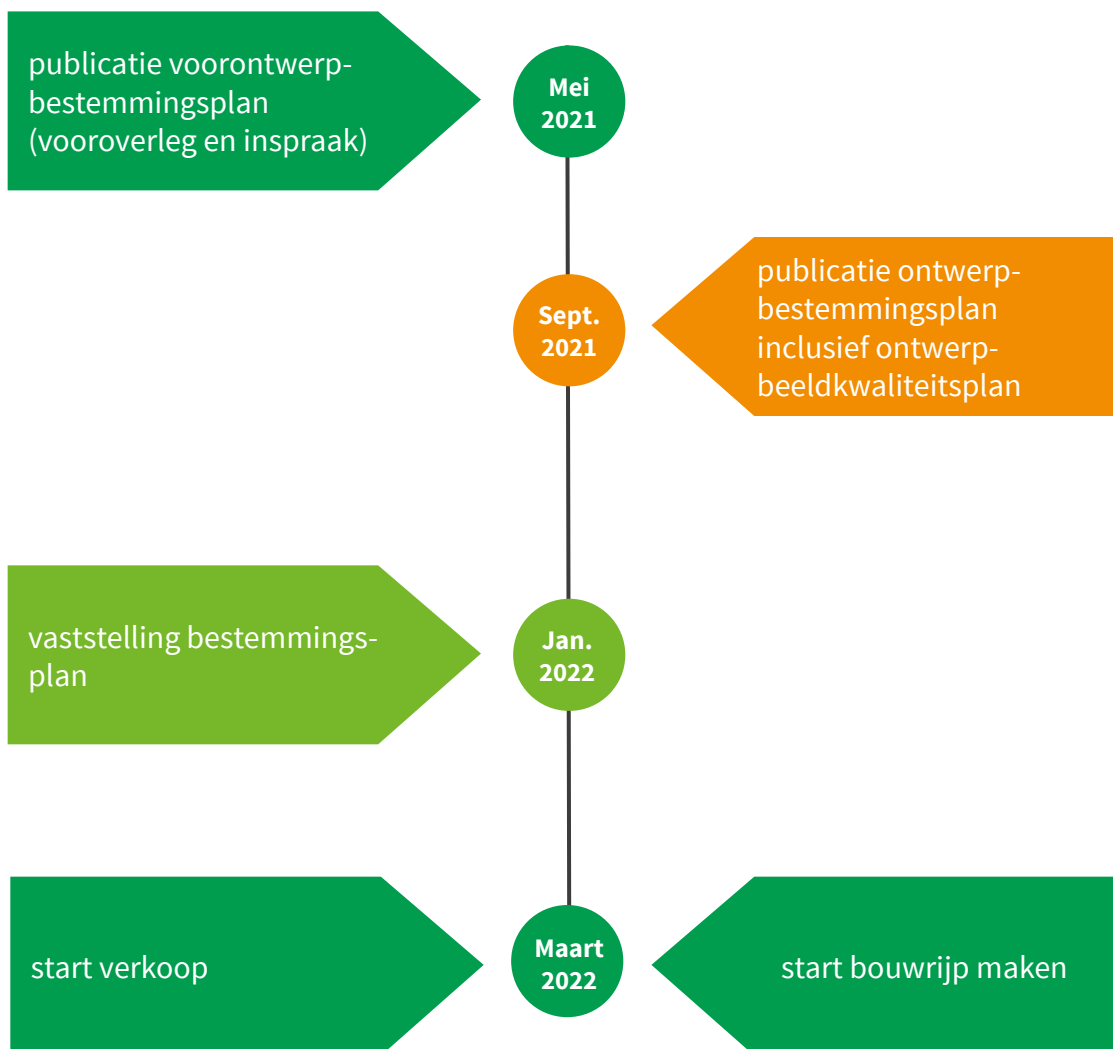 publicatie voorontwerp-
bestemmingsplan
(vooroverleg en inspraak)
Mei
2021
Sept.
2021
publicatie ontwerp-
bestemmingsplan
inclusief ontwerp-
beeldkwaliteitsplan
vaststelling bestemmings-
plan
Jan.
2022
start verkoop
Maart
2022
start bouwrijp maken